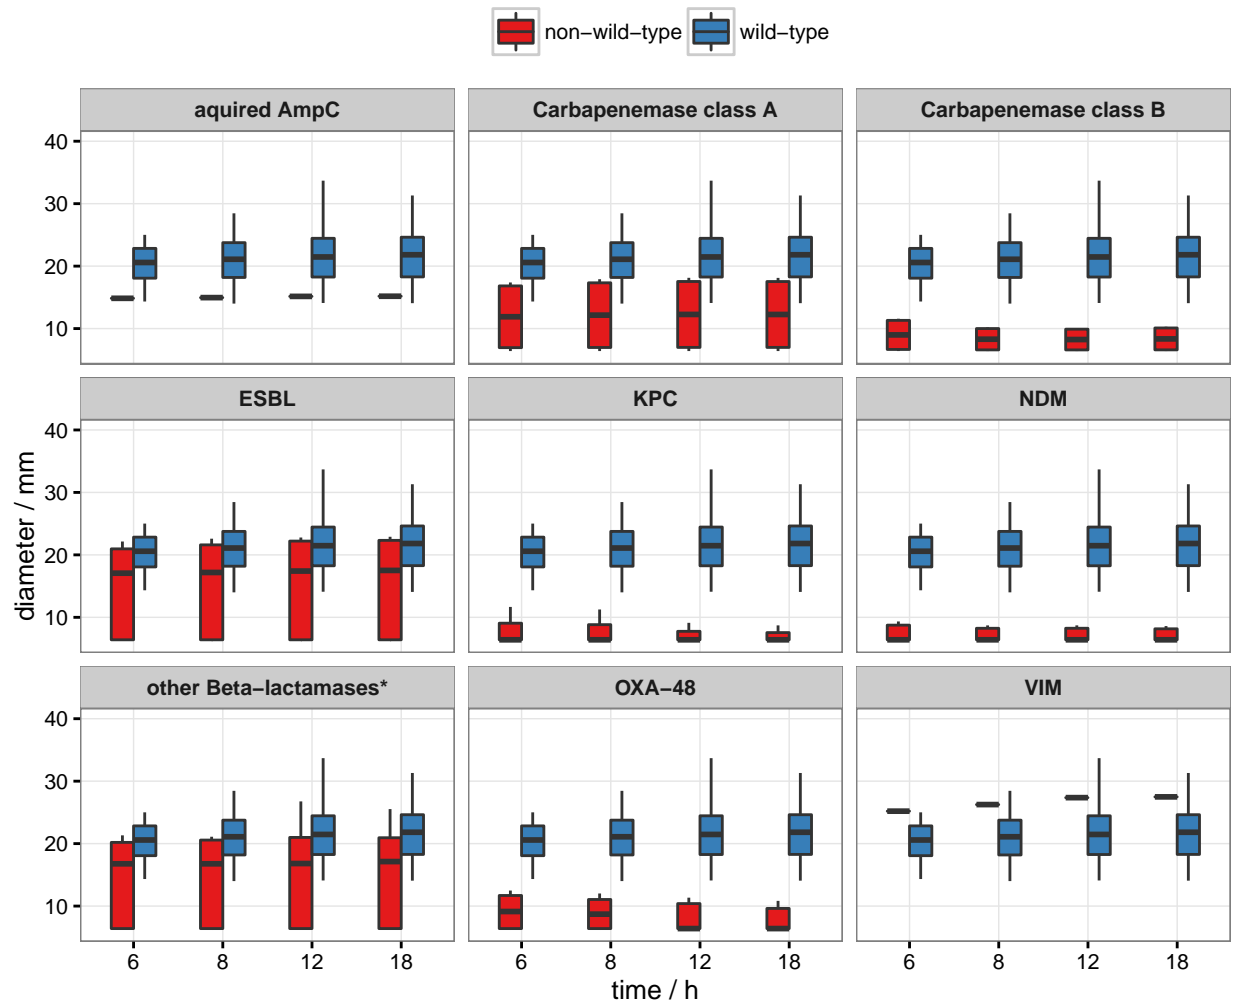 non−wild−type wild−type
aquired AmpC Carbapenemase class A Carbapenemase class B
40
30
20
10
ESBL KPC NDM
40
30
20
10
diameter / mm
other Beta−lactamases* OXA−48 VIM
40
30
20
10
6 8 12 18 6 8 12 18 6 8 12 18
time / h